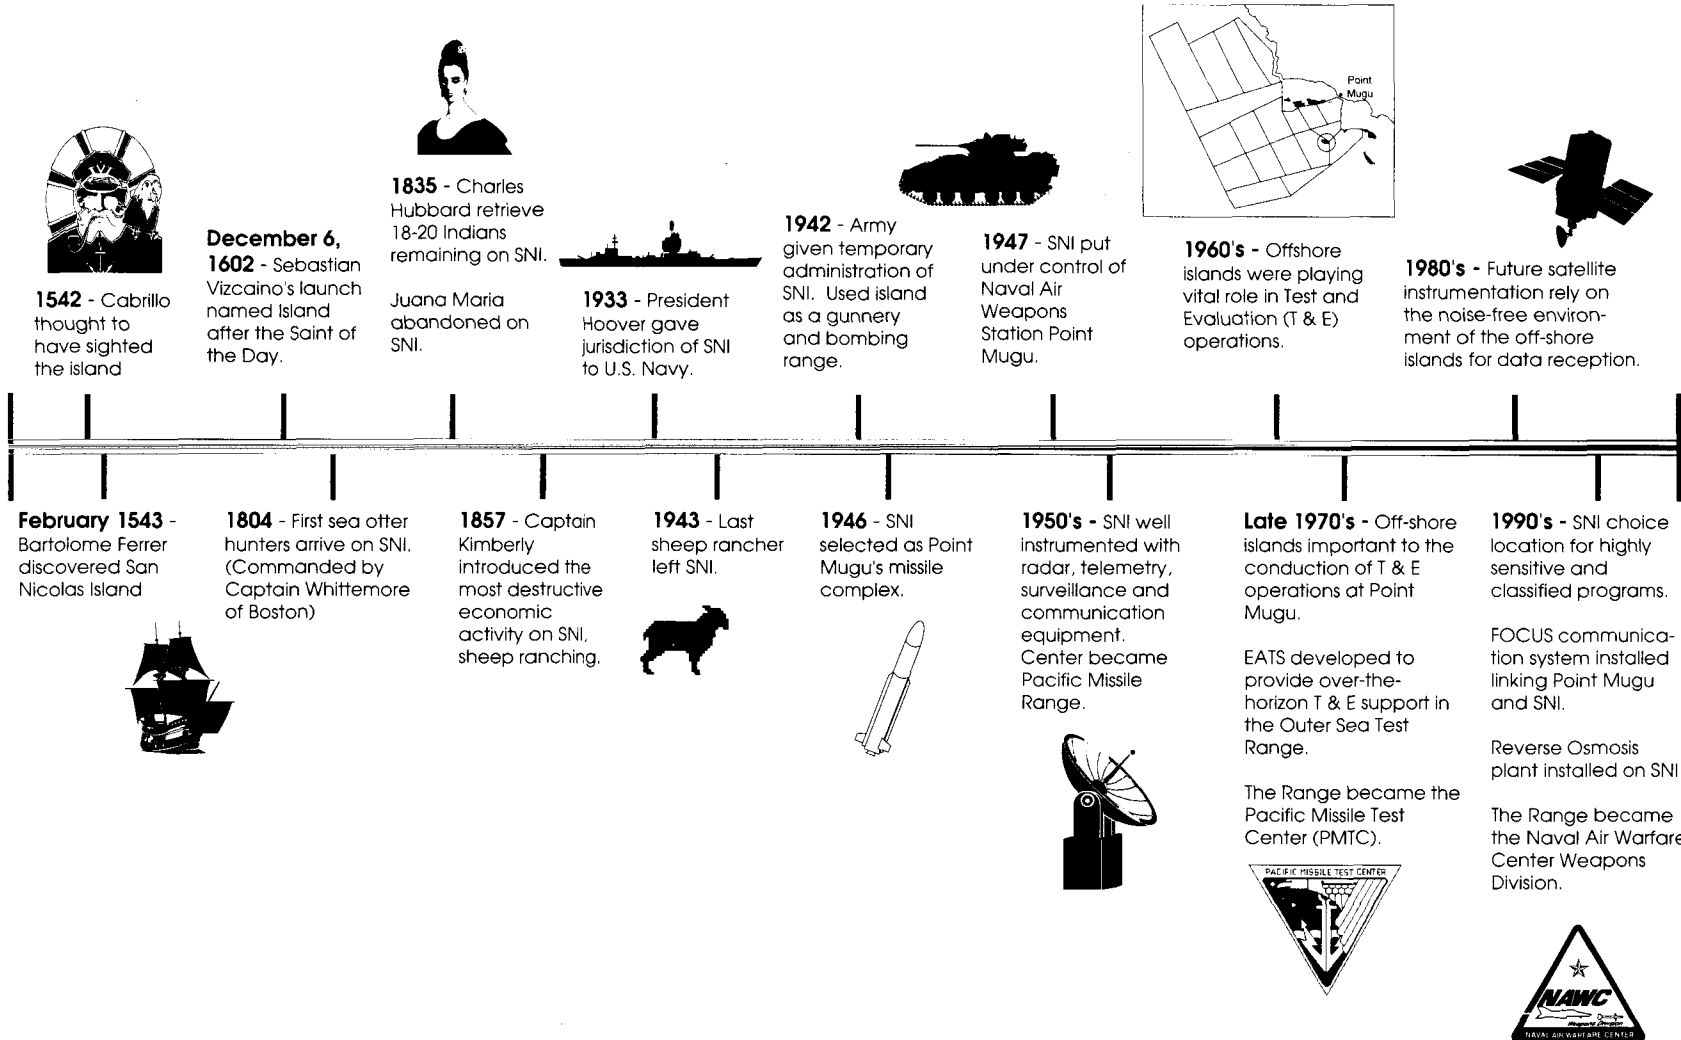 Point
Mugu
1542 - Cabrillo
thought to
have sighted
the island
December 6,
1602 - Sebastian
Vizcaino's launch
named Island
after the Saint of
the Day.
1835 - Charles
Hubbard retrieve
18-20 Indians
remaining on SNI.
Juana Maria
abandoned on
SNI.
1933 - President
Hoover gave
jurisdiction of SNI
to U.S. Navy.
1942 - Army
given temporary
administration of
SNI. Used island
as a gunnery
and bombing
range.
1947 - SNI put
under control of
Naval Air
Weapons
Station Point
Mugu.
1960's - Offshore
islands were playing
vital role in Test and
Evaluation (T & E)
operations.
1980's - Future satellite
instrumentation rely on
the noise-free environ-
ment of the off-shore
islands for data reception.
February 1543 -
Bartolome Ferrer
discovered San
Nicolas Island
1804 - First sea otter
hunters arrive on SNI.
(Commanded by
Captain Whittemore
of Boston)
1857 - Captain
Kimberly
introduced the
most destructive
economic
activity on SNI,
sheep ranching.
1943 - Last
sheep rancher
left SNI.
1946 - SNI
selected as Point
Mugu's missile
complex.
1950's - SNI well
instrumented with
radar, telemetry,
surveillance and
communication
equipment.
Center became
Pacific Missile
Range.
Late 1970's - Off-shore
islands important to the
conduction of T & E
operations at Point
Mugu.
EATS developed to
provide over-the-
horizon T & E support in
the Outer Sea Test
Range.
The Range became the
Pacific Missile Test
Center (PMTC).
PACIFIC MISSILE TEST CENTER
1990's - SNI choice
location for highly
sensitive and
classified programs.
FOCUS communica-
tion system installed
linking Point Mugu
and SNI.
Reverse Osmosis
plant installed on SNI
The Range became
the Naval Air Warfare
Center Weapons
Division.
NAWC
Weapons Division
NAVAL AIR WARFARE CENTER